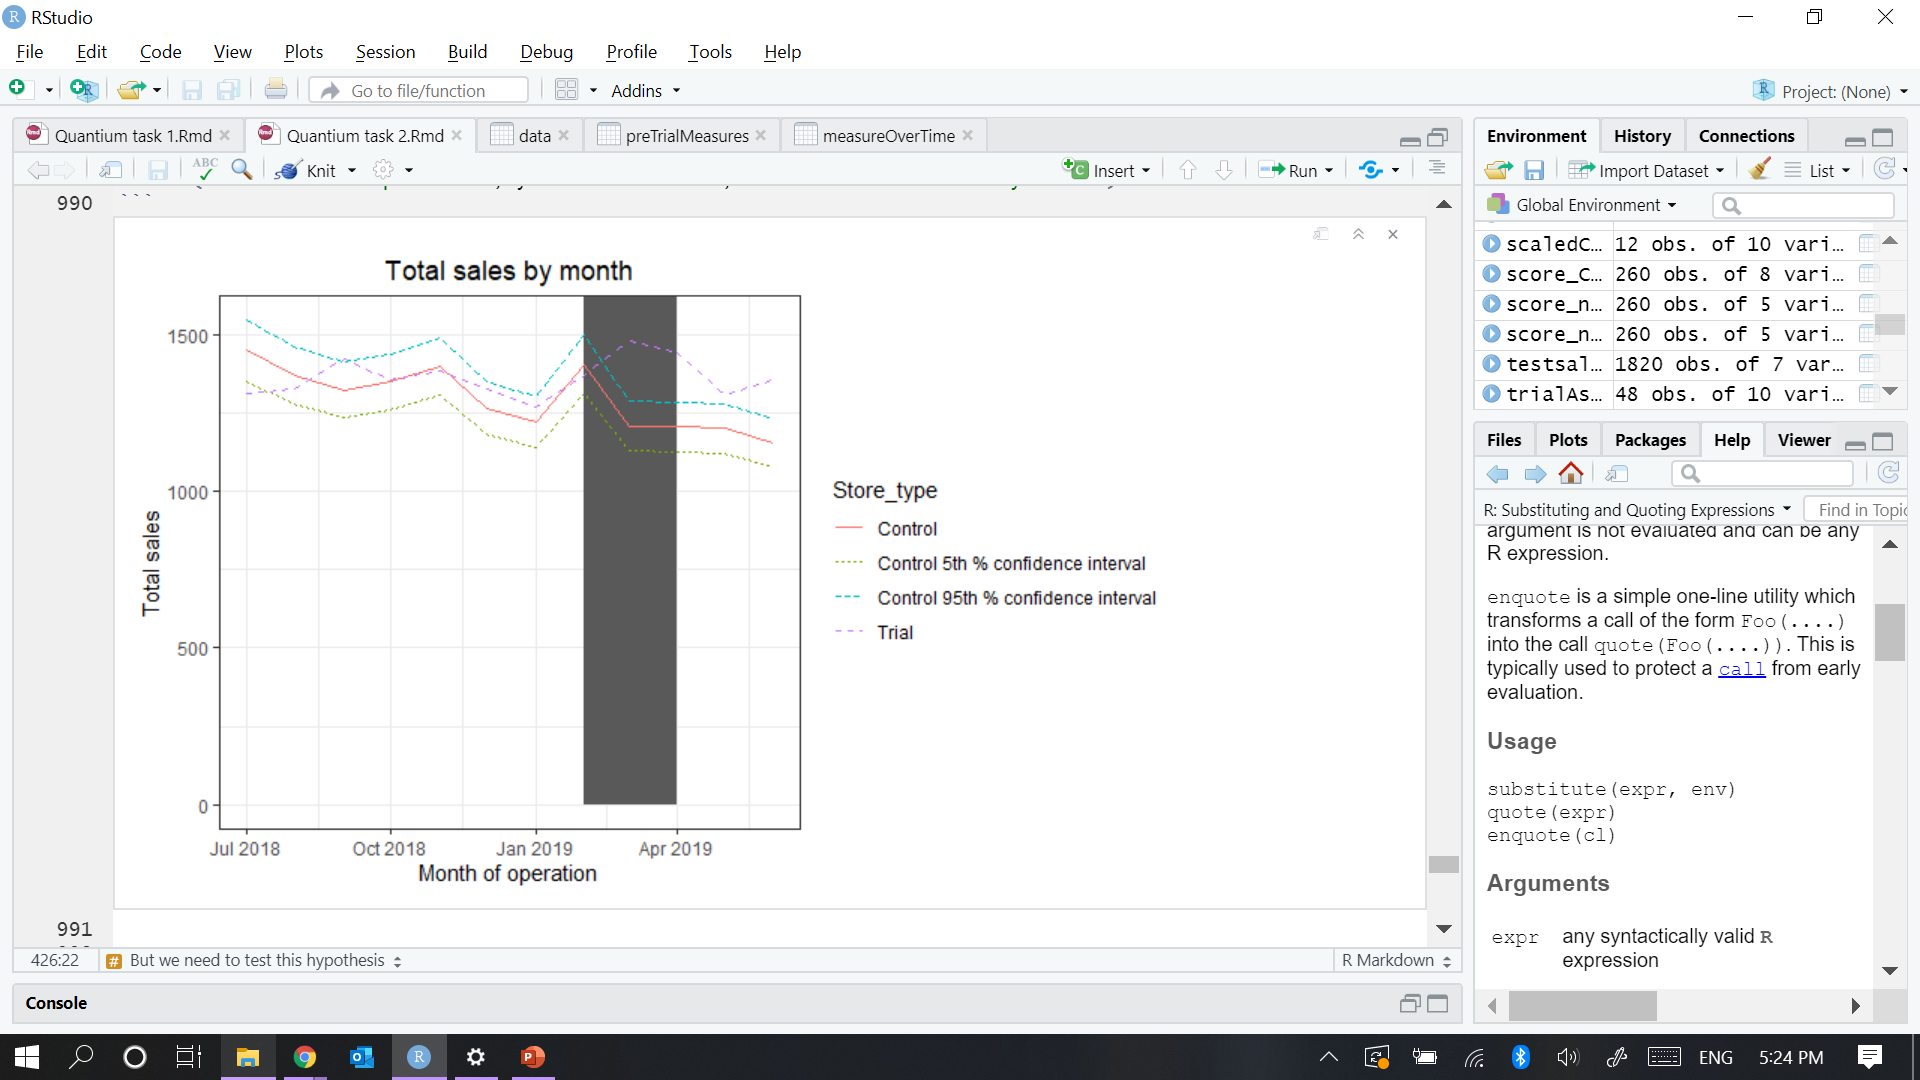 RStudio
File Edit Code View Plots Session Build Debug Profile Tools Help
Go to file/function Addins Project: (None)
Quantium task 1.Rmd Quantium task 2.Rmd data preTrialMeasures measureOverTime
ABC Knit Insert Run
990 ```
Total sales by month
1500
1000
500
0
Total sales
Jul 2018 Oct 2018 Jan 2019 Apr 2019
Month of operation
Store_type
Control
Control 5th % confidence interval
Control 95th % confidence interval
Trial
991
426:22 # But we need to test this hypothesis R Markdown
Console
Environment History Connections
Import Dataset List
Global Environment
scaledC… 12 obs. of 10 vari…
score_C… 260 obs. of 8 vari…
score_n… 260 obs. of 5 vari…
score_n… 260 obs. of 5 vari…
testsal… 1820 obs. of 7 var…
trialAs… 48 obs. of 10 vari…
Files Plots Packages Help Viewer
R: Substituting and Quoting Expressions Find in Topic
argument is not evaluated and can be any
R expression.
enquote is a simple one-line utility which
transforms a call of the form Foo(....)
into the call quote(Foo(....)). This is
typically used to protect a call from early
evaluation.
Usage
substitute(expr, env)
quote(expr)
enquote(cl)
Arguments
expr any syntactically valid R
expression
ENG 5:24 PM